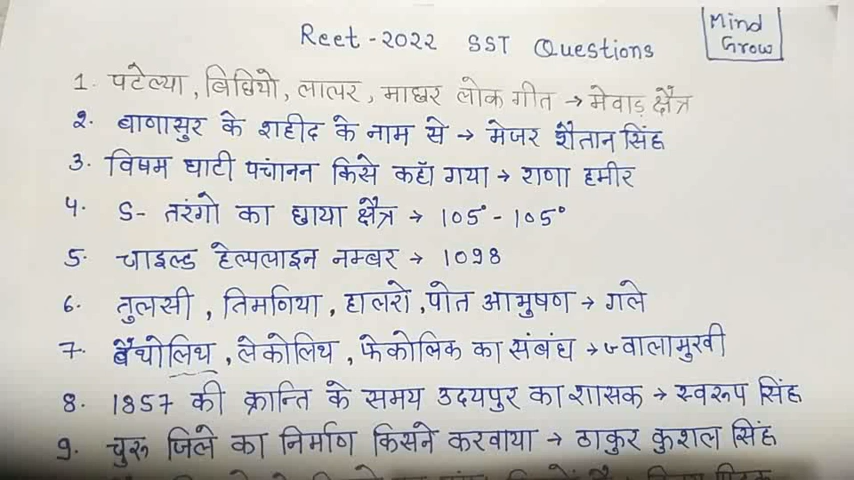 Reet - 2022 SST Questions
Mind
Grow
1. पटेल्या, बिछियो, लालर, माछर लोक गीत → मेवाड़ क्षैत्र
2. बाणासुर के शहीद के नाम से → मेजर शैतान सिंह
3. विषम घाटी पचांनन किसे कहाँ गया → राणा हमीर
4. S- तरंगो का छाया क्षैत्र → 105° - 105°
5. चाइल्ड हेल्पलाइन नम्बर → 1098
6. तुलसी, तिमणिया, हालरो, पोत आभुषण → गले
7. बैथोलिथ, लेकोलिथ, फेकोलिक का संबंध → ज्वालामुखी
8. 1857 की क्रान्ति के समय उदयपुर का शासक → स्वरूप सिंह
9. चुरू जिले का निर्माण किसने करवाया → ठाकुर कुशाल सिंह